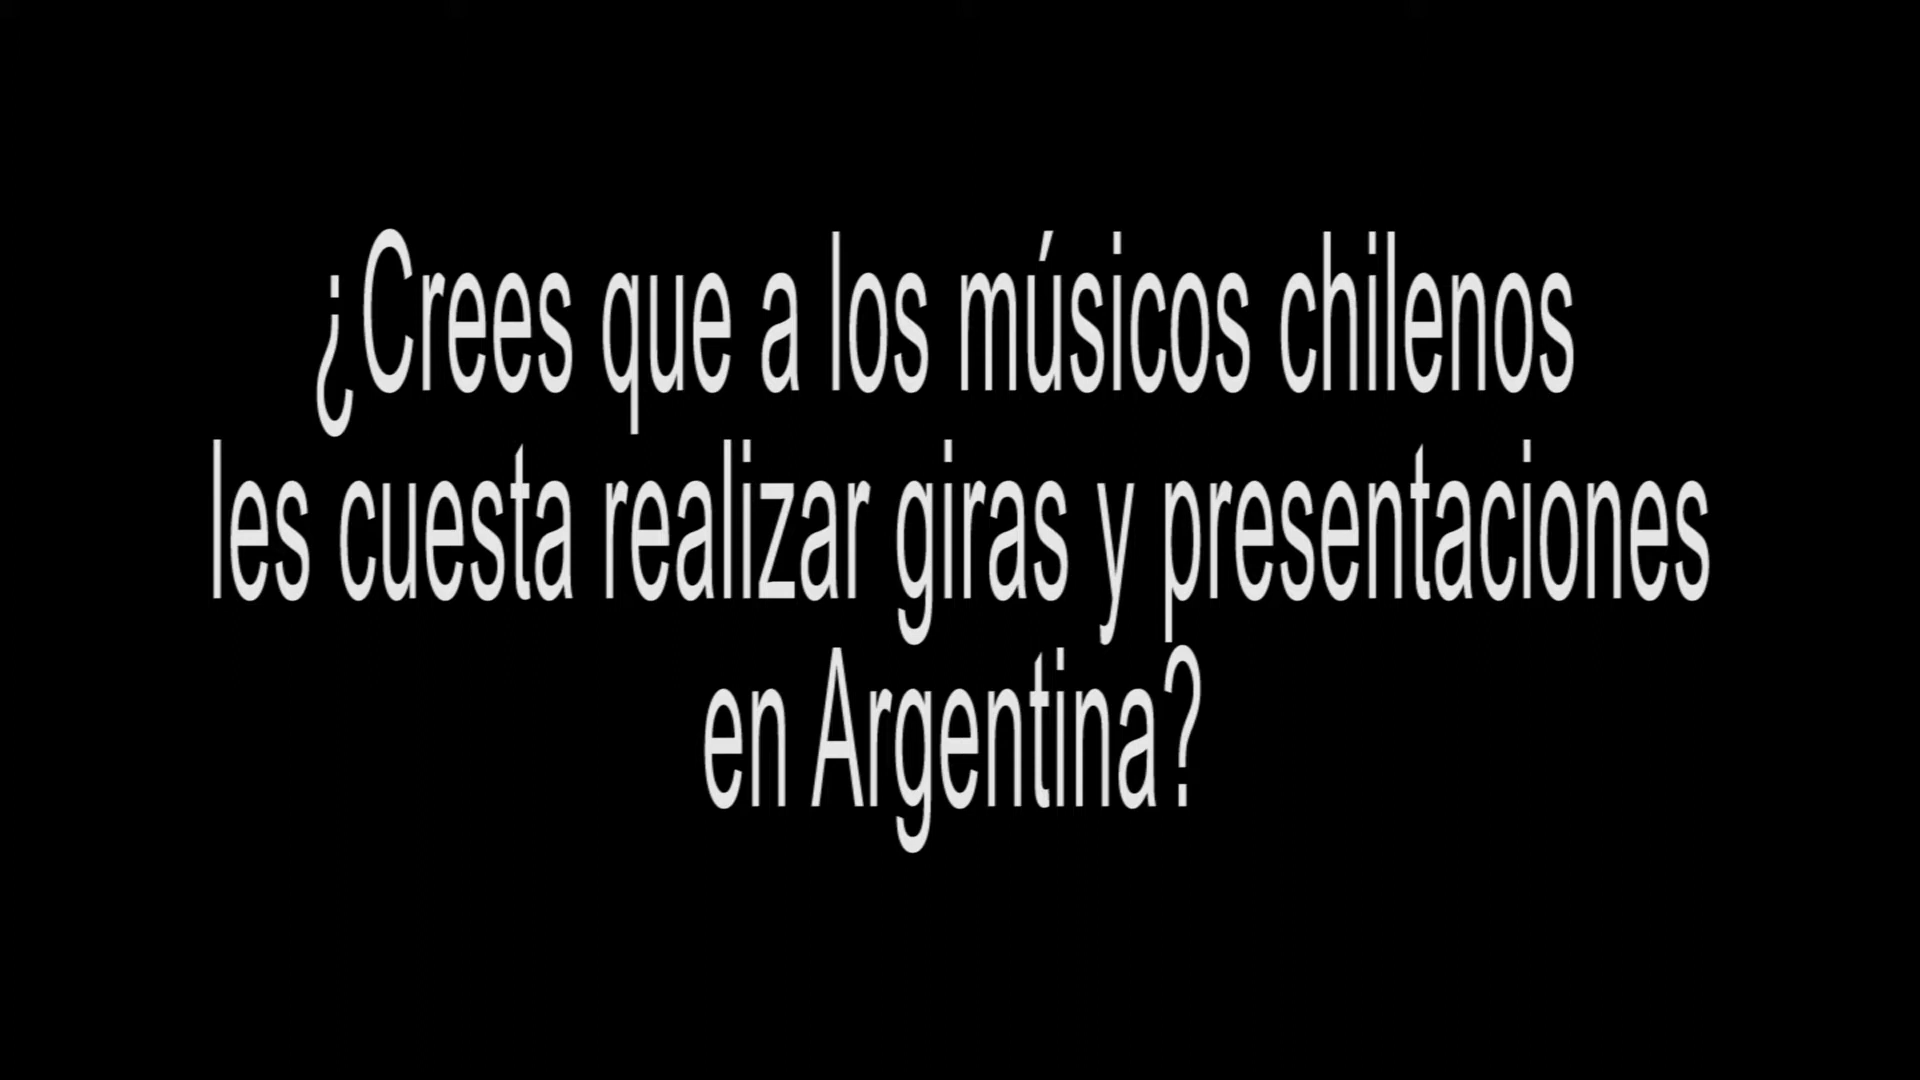 ¿Crees que a los músicos chilenos
les cuesta realizar giras y presentaciones
en Argentina?